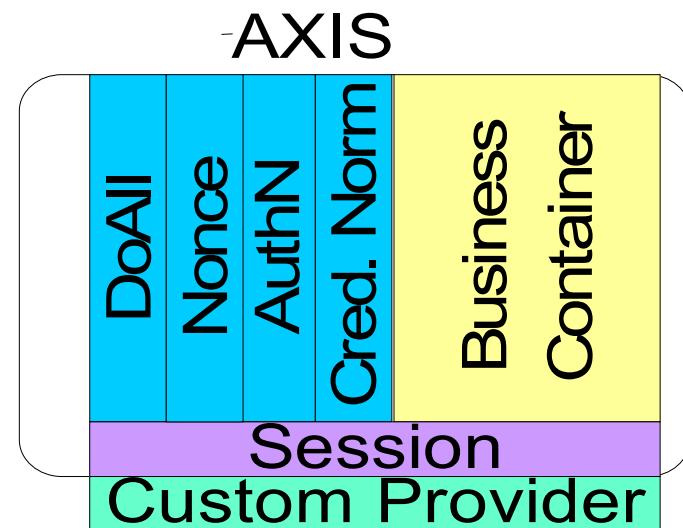 AXIS
DoAll
Nonce
AuthN
Cred. Norm
Business
Container
Session
Custom Provider